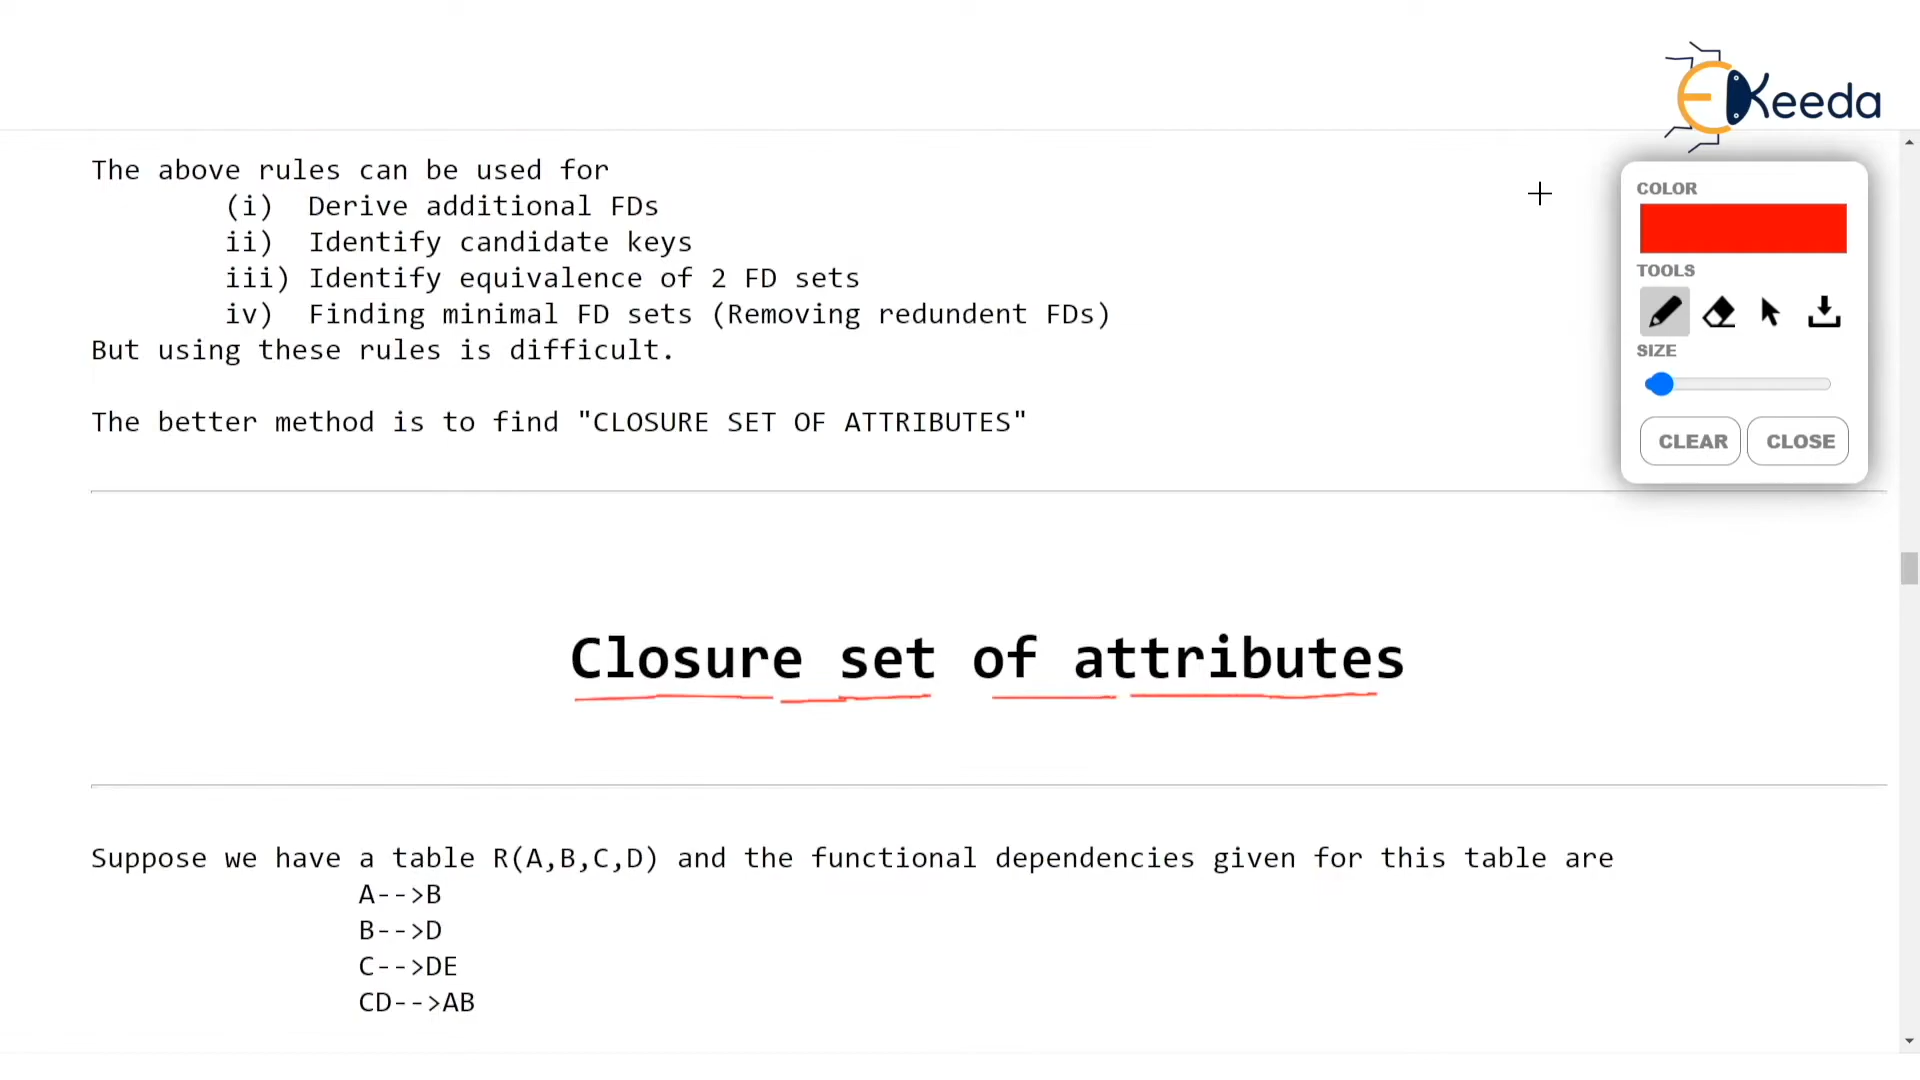 EKeeda
The above rules can be used for
(i) Derive additional FDs
ii) Identify candidate keys
iii) Identify equivalence of 2 FD sets
iv) Finding minimal FD sets (Removing redundent FDs)
But using these rules is difficult.
The better method is to find "CLOSURE SET OF ATTRIBUTES"
COLOR
TOOLS
SIZE
CLEAR CLOSE
Closure set of attributes
Suppose we have a table R(A,B,C,D) and the functional dependencies given for this table are
A-->B
B-->D
C-->DE
CD-->AB